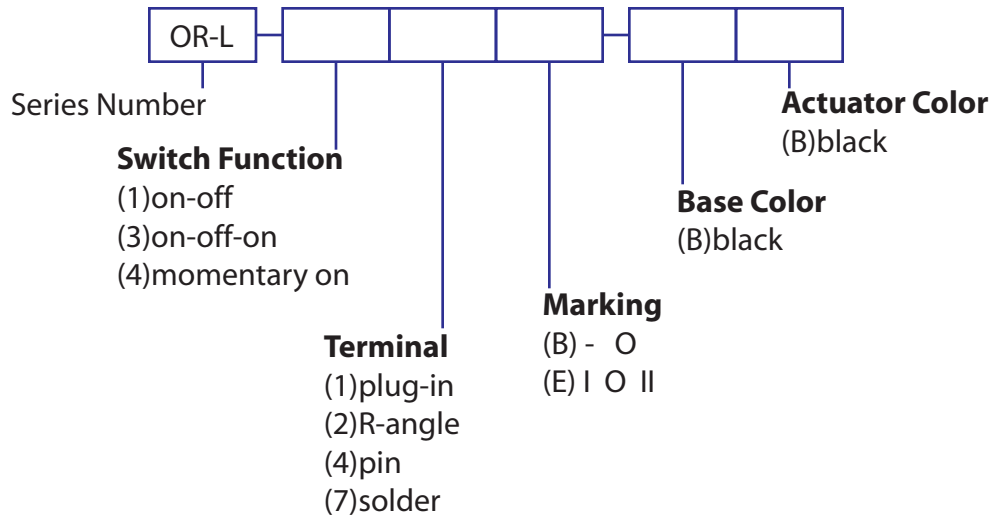 OR-L
Series Number
Switch Function
(1)on-off
(3)on-off-on
(4)momentary on
Terminal
(1)plug-in
(2)R-angle
(4)pin
(7)solder
Marking
(B) - O
(E) I O II
Base Color
(B)black
Actuator Color
(B)black